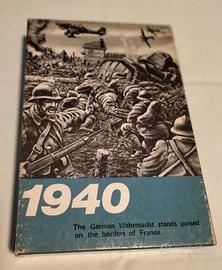 1940
The German Wehrmacht stands poised
on the borders of France.